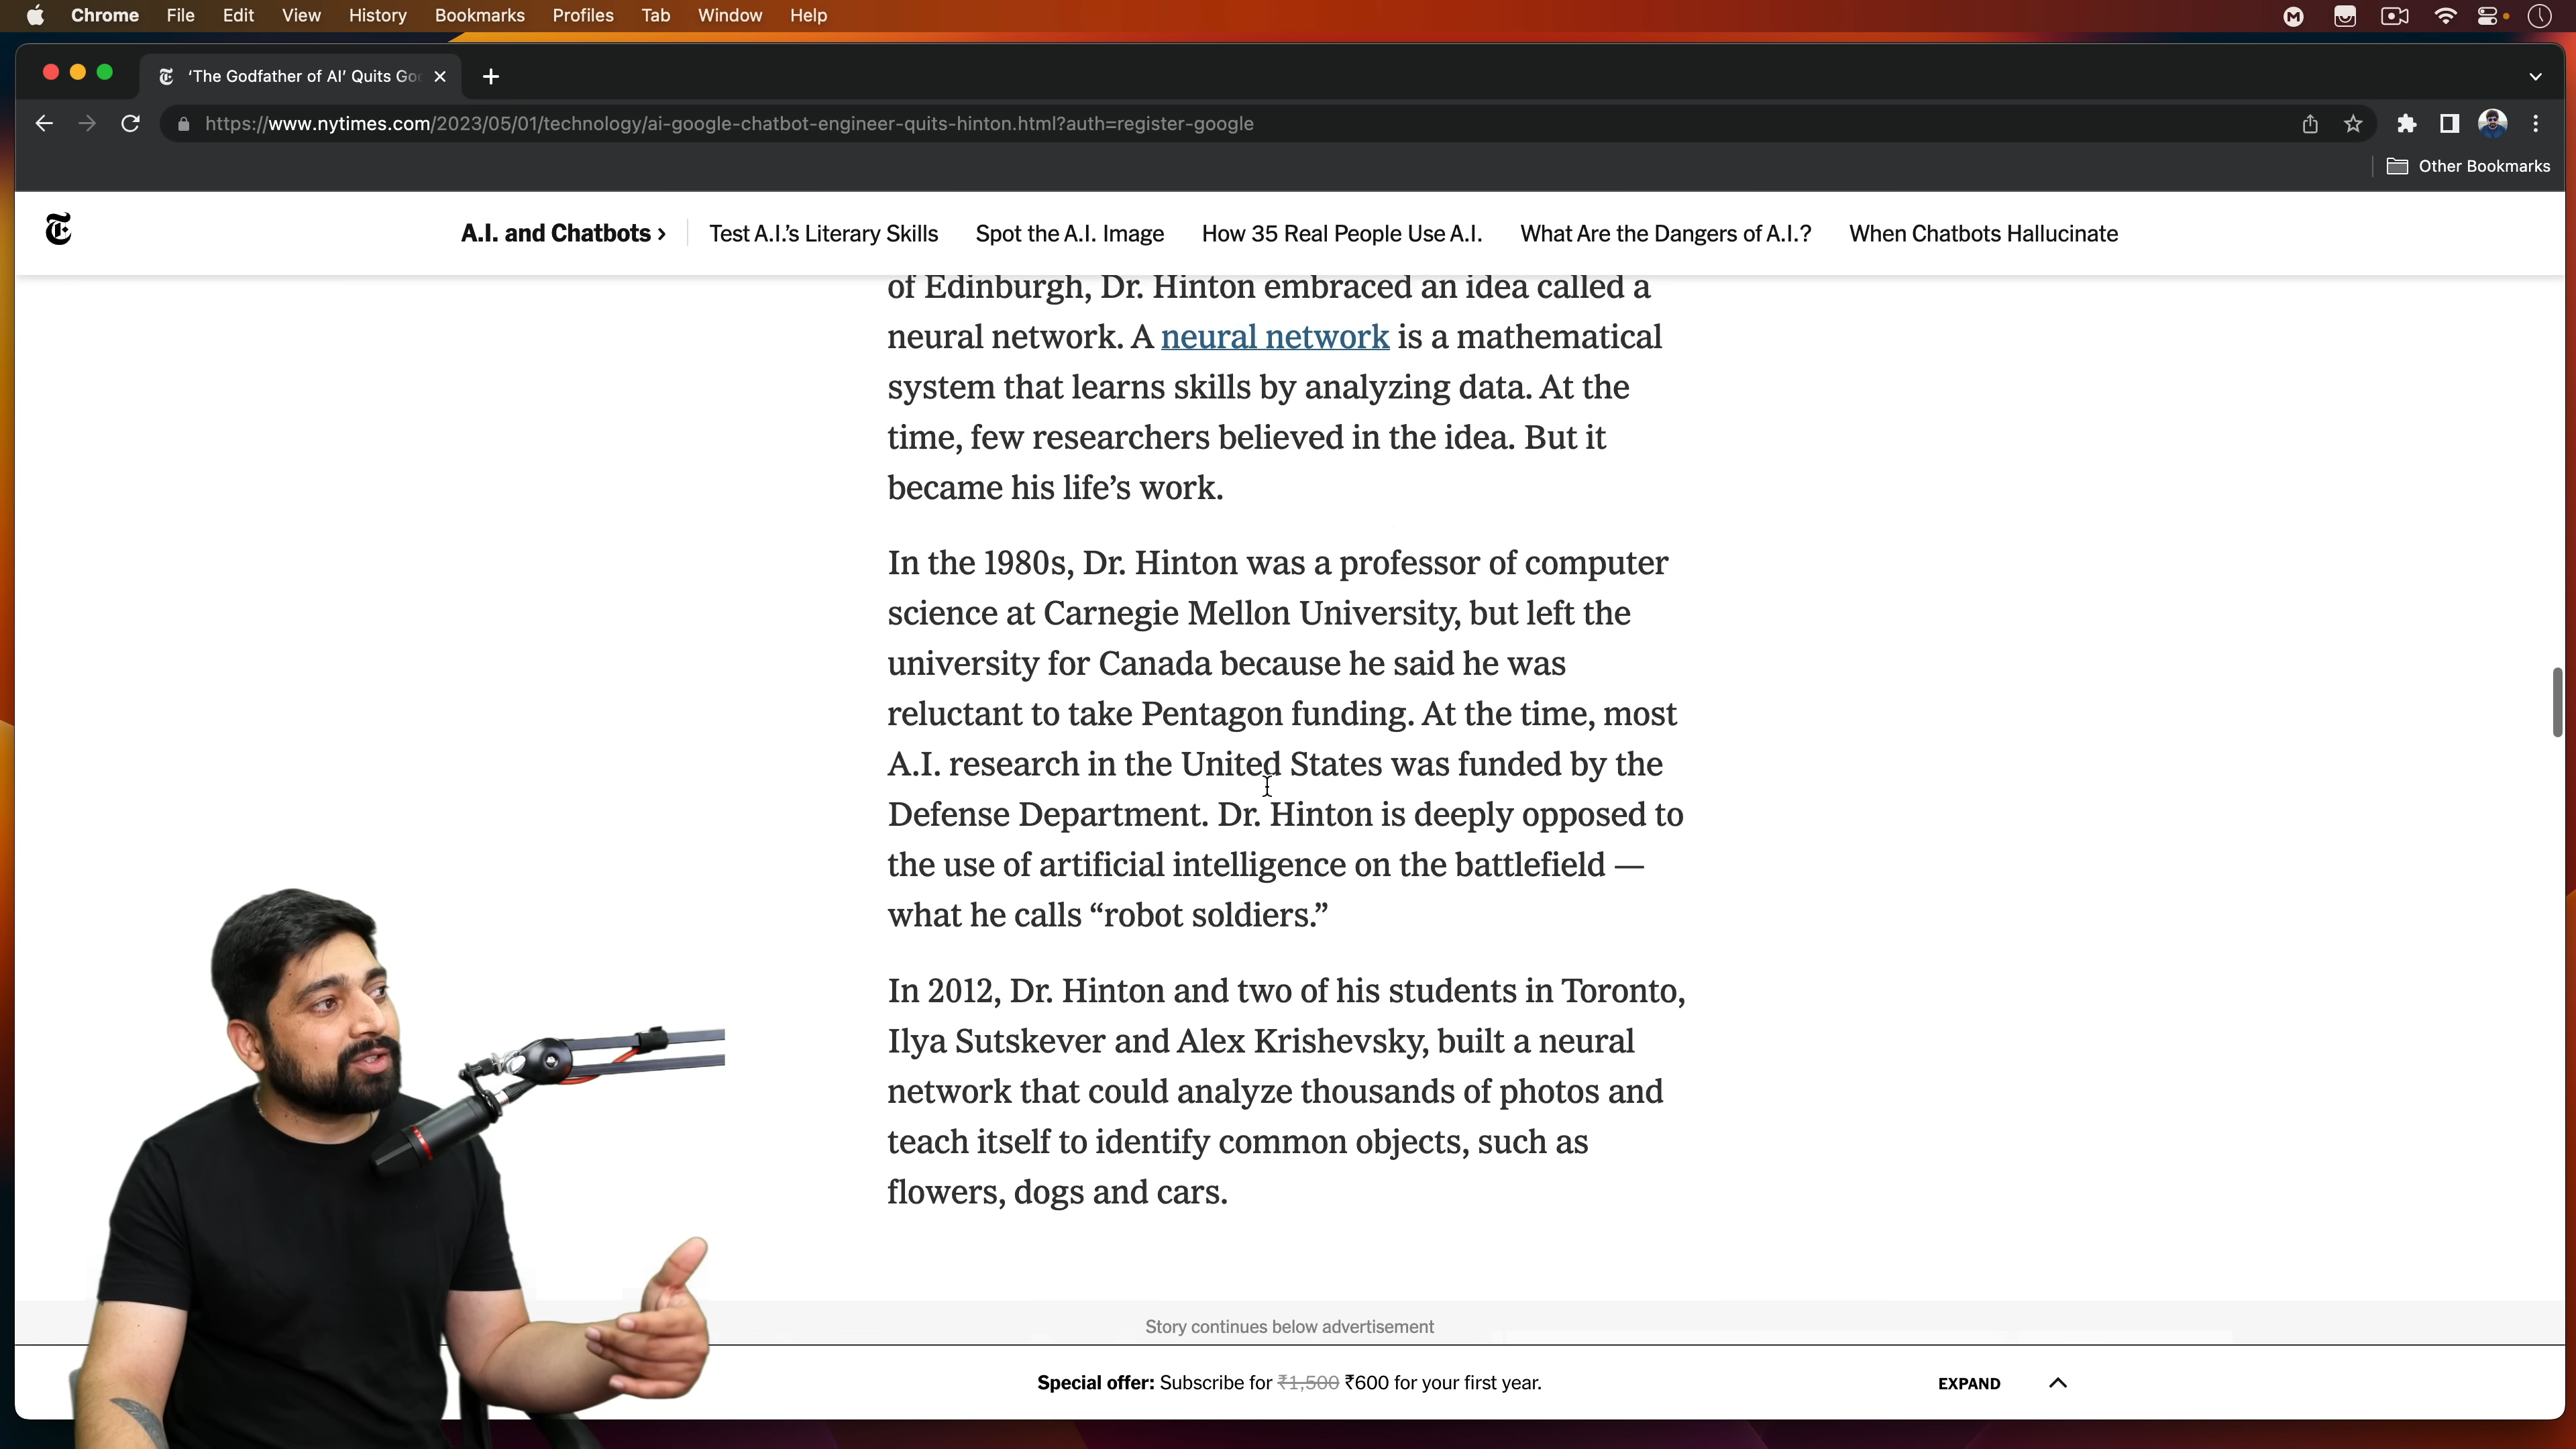 Chrome File Edit View History Bookmarks Profiles Tab Window Help
'The Godfather of AI' Quits Goo
https://www.nytimes.com/2023/05/01/technology/ai-google-chatbot-engineer-quits-hinton.html?auth=register-google
Other Bookmarks
A.I. and Chatbots › Test A.I.’s Literary Skills Spot the A.I. Image How 35 Real People Use A.I. What Are the Dangers of A.I.? When Chatbots Hallucinate
of Edinburgh, Dr. Hinton embraced an idea called a
neural network. A neural network is a mathematical
system that learns skills by analyzing data. At the
time, few researchers believed in the idea. But it
became his life’s work.
In the 1980s, Dr. Hinton was a professor of computer
science at Carnegie Mellon University, but left the
university for Canada because he said he was
reluctant to take Pentagon funding. At the time, most
A.I. research in the United States was funded by the
Defense Department. Dr. Hinton is deeply opposed to
the use of artificial intelligence on the battlefield —
what he calls “robot soldiers.”
In 2012, Dr. Hinton and two of his students in Toronto,
Ilya Sutskever and Alex Krishevsky, built a neural
network that could analyze thousands of photos and
teach itself to identify common objects, such as
flowers, dogs and cars.
Story continues below advertisement
Special offer: Subscribe for ₹1,500 ₹600 for your first year.
EXPAND